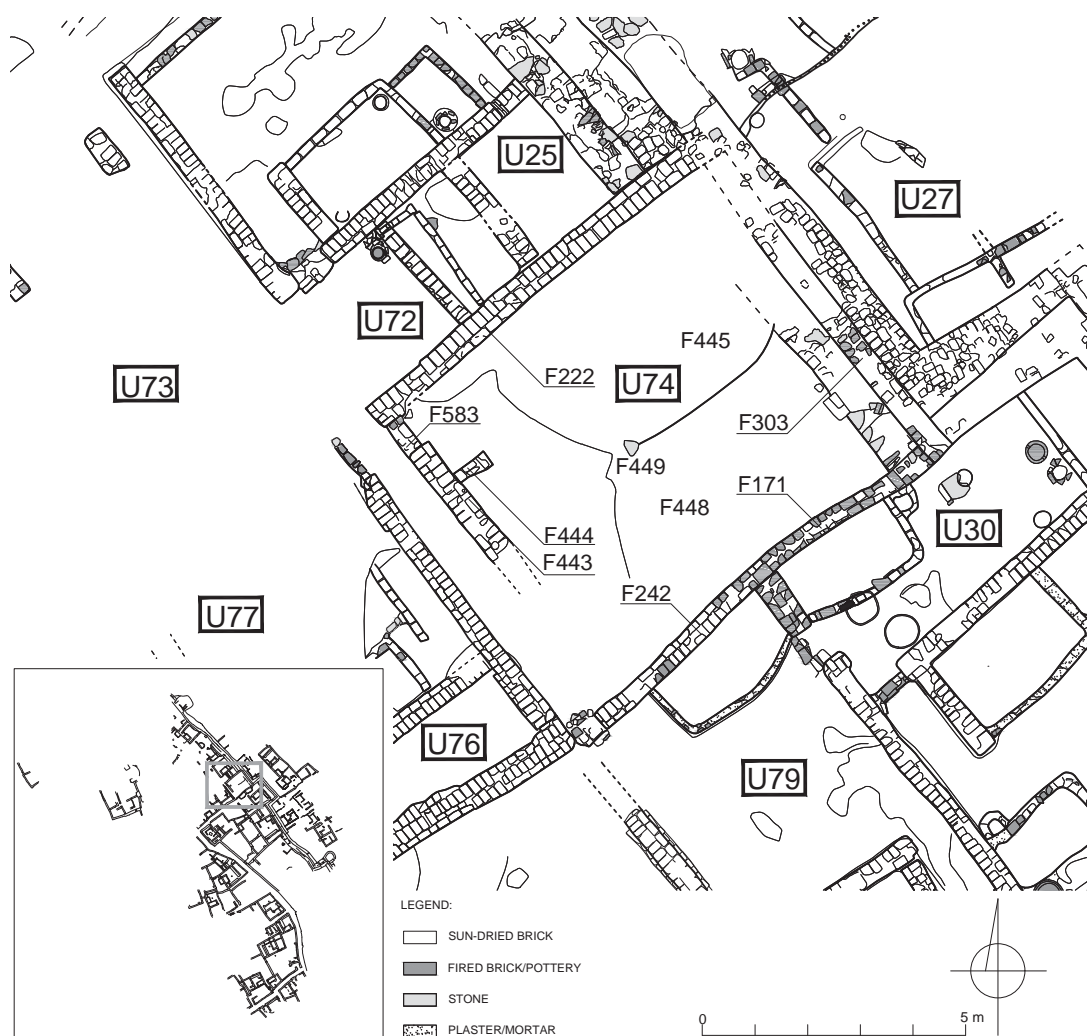 U25
U27
U72
F445
U73
F222
U74
F583
F303
F449
F171
F448
U30
F444
F443
F242
U77
U76
U79
LEGEND:
SUN-DRIED BRICK
FIRED BRICK/POTTERY
STONE
PLASTER/MORTAR
0 5 m